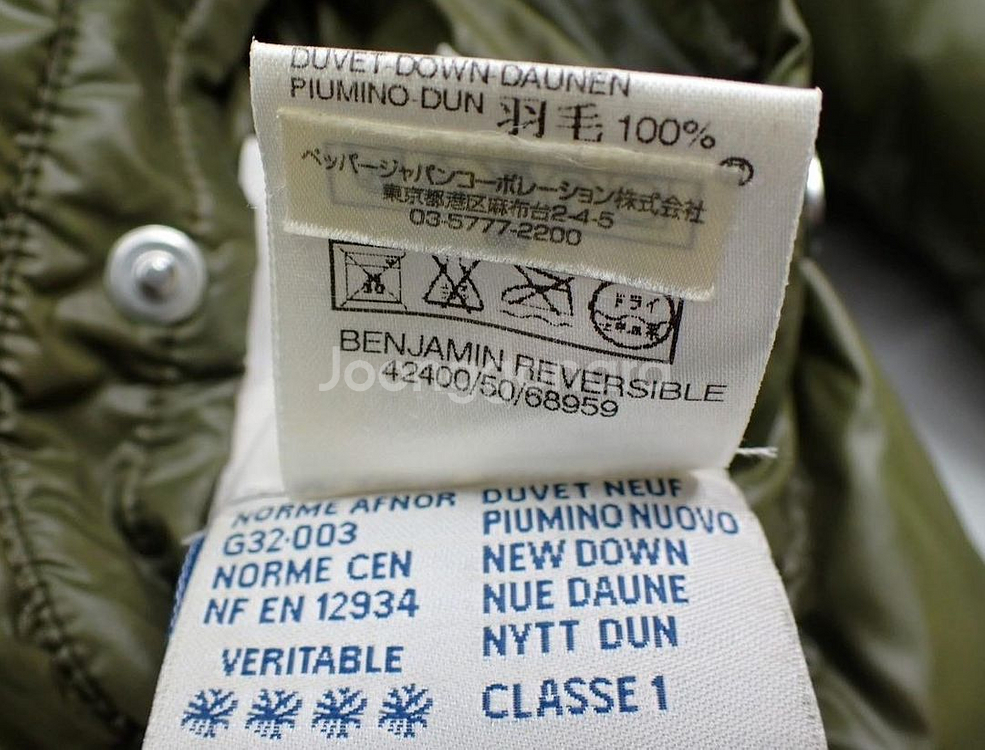 DUVET-DOWN-DAUNEN
PIUMINO-DUN 羽毛 100%
ペッパージャパンコーポレーション株式会社
東京都港区麻布台2-4-5
03-5777-2200
ドライ
BENJAMIN REVERSIBLE
42400/50/68959
NORME AFNOR
G32-003
NORME CEN
NF EN 12934
VERITABLE
DUVET NEUF
PIUMINO NUOVO
NEW DOWN
NUE DAUNE
NYTT DUN
CLASSE 1